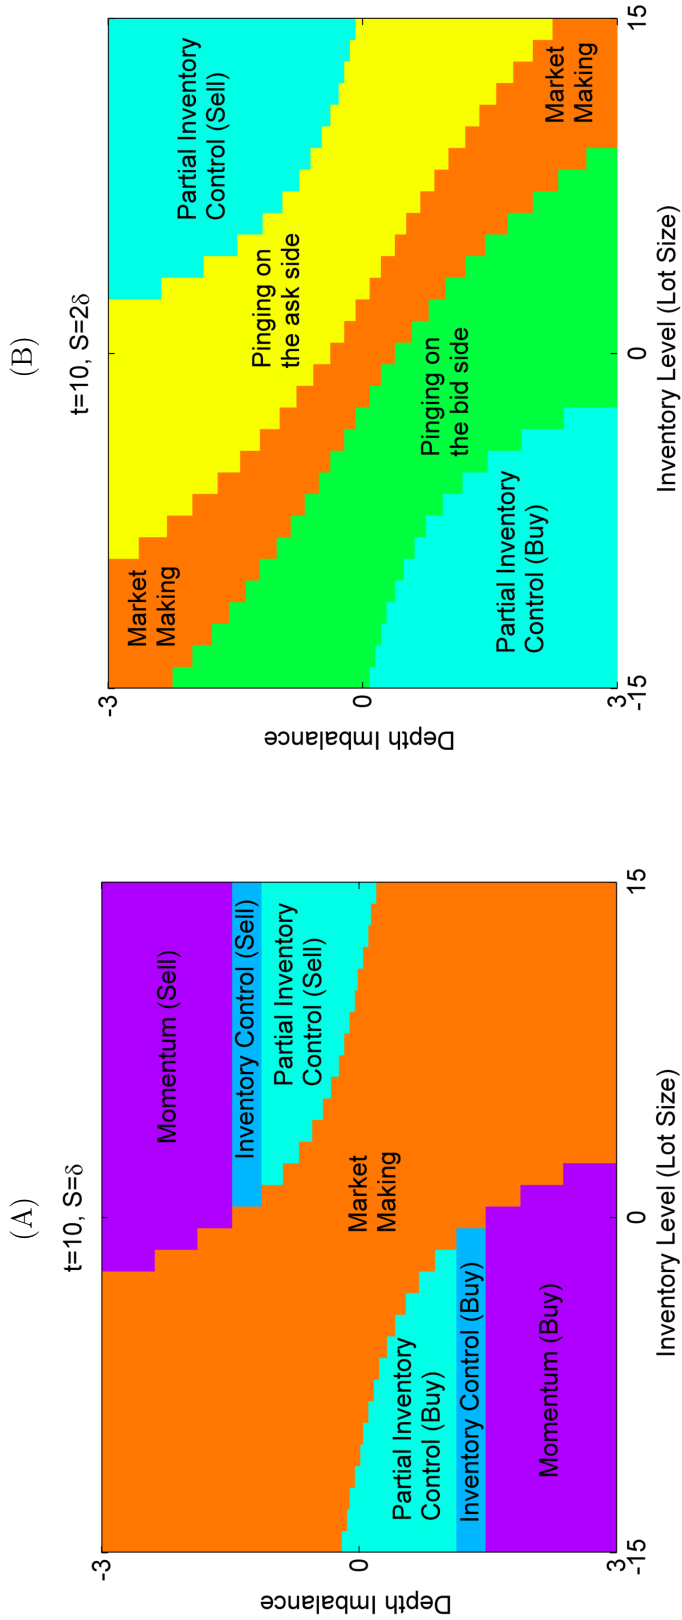 (A)
t=10, S=δ
-3
0
3
Depth Imbalance
Momentum (Sell)
Inventory Control (Sell)
Partial Inventory
Control (Sell)
Market
Making
Partial Inventory
Control (Buy)
Inventory Control (Buy)
Momentum (Buy)
-15
0
15
Inventory Level (Lot Size)
(B)
t=10, S=2δ
-3
0
3
Depth Imbalance
Partial Inventory
Control (Sell)
Pinging on
the ask side
Market
Making
Pinging on
the bid side
Partial Inventory
Control (Buy)
Market
Making
-15
0
15
Inventory Level (Lot Size)